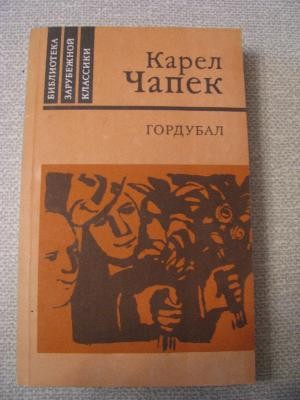 БИБЛИОТЕКА
ЗАРУБЕЖНОЙ
КЛАССИКИ
Карел
Чапек
ГОРДУБАЛ